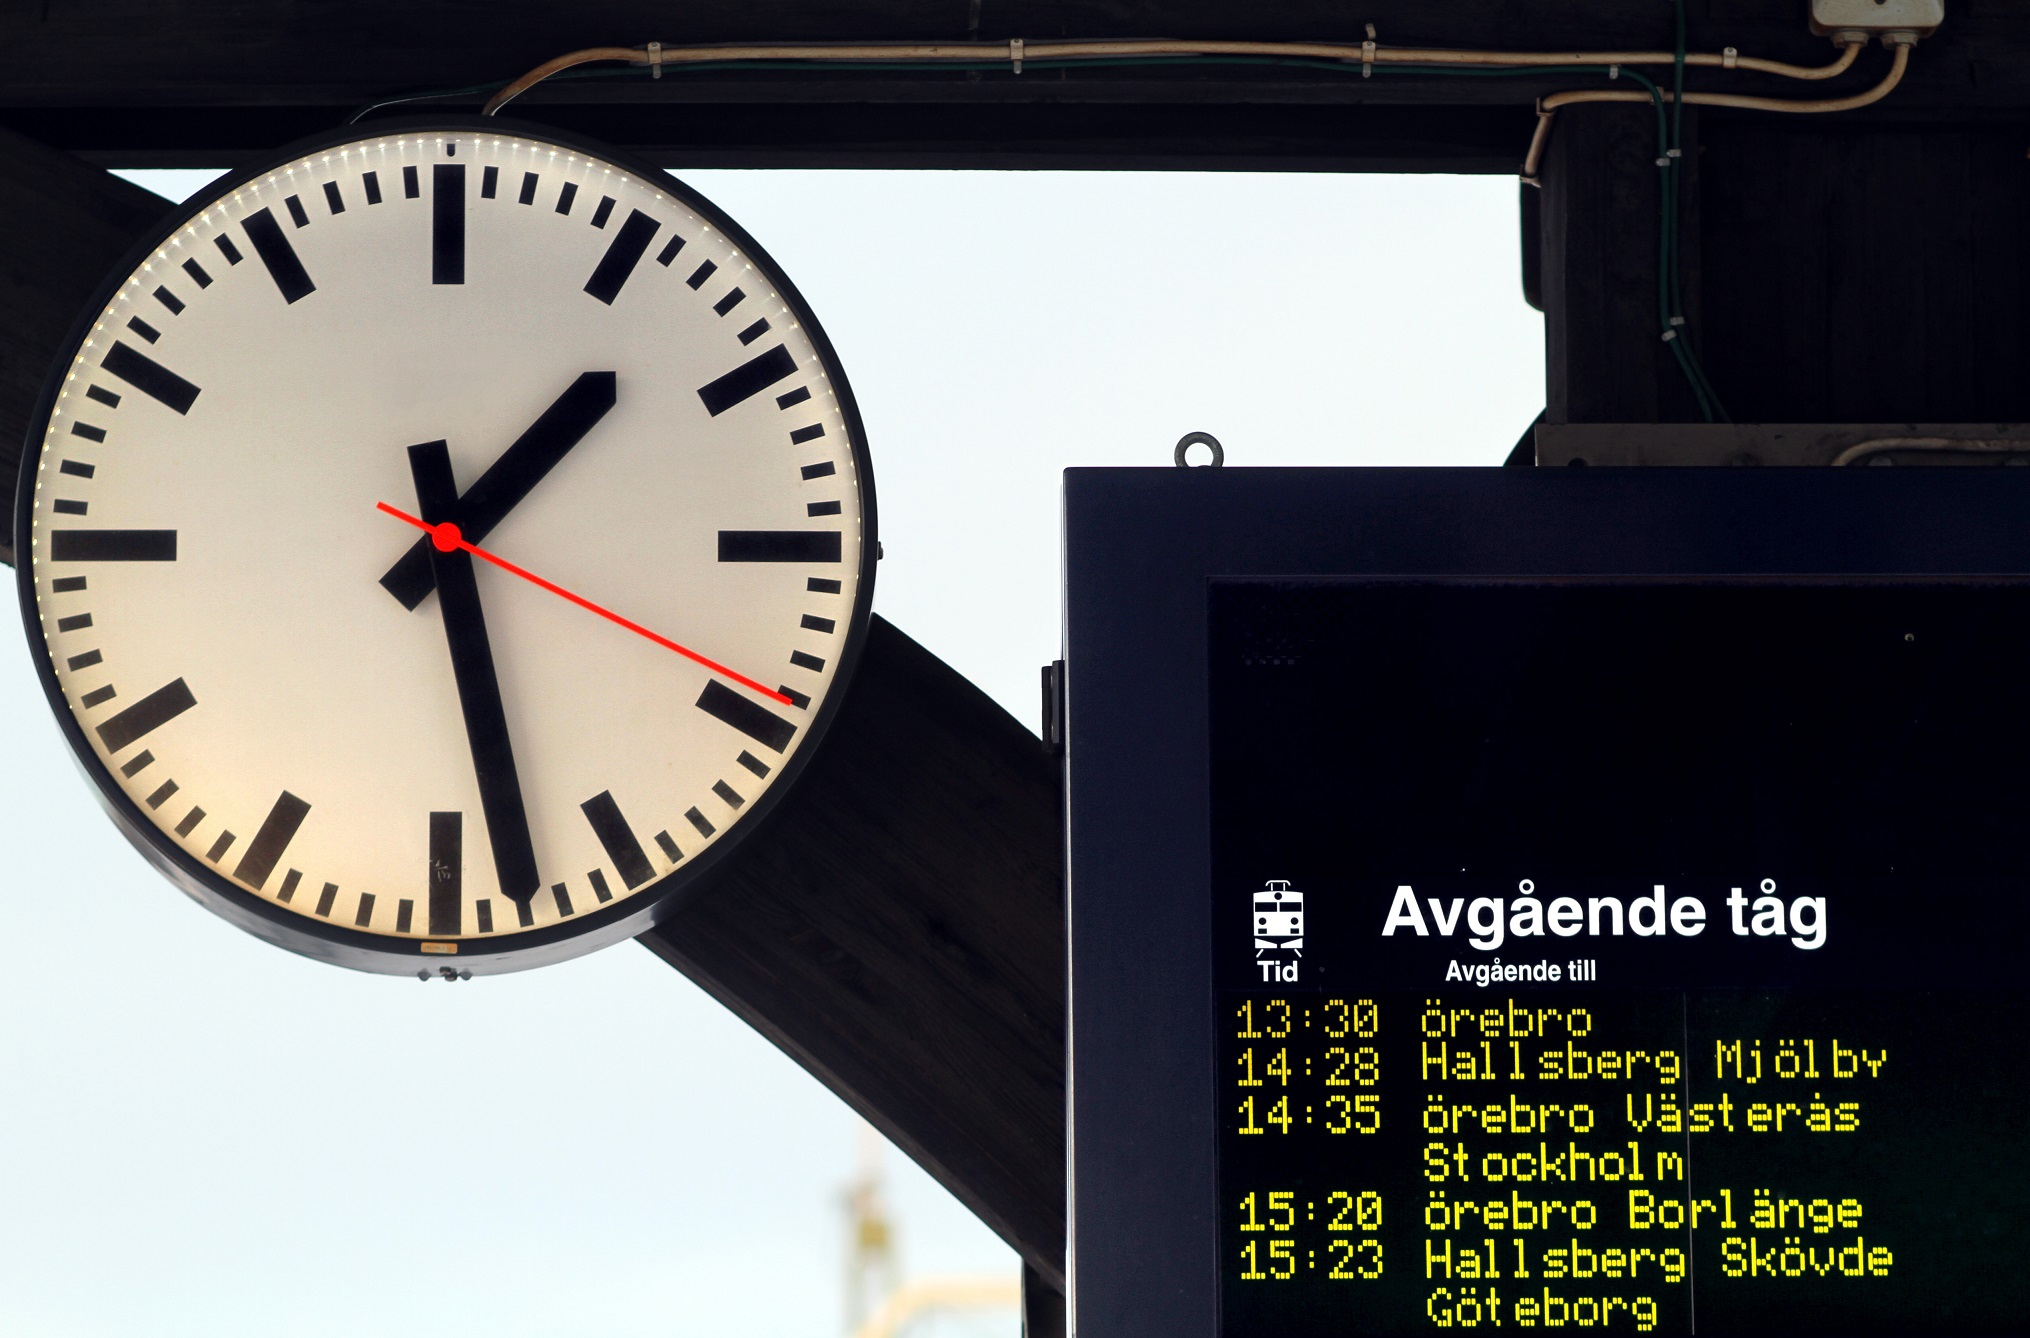 Avgående tåg
Tid Avgående till
13:30 örebro
14:28 Hallsberg Mjölby
14:35 örebro Västerås
Stockholm
15:20 örebro Borlänge
15:23 Hallsberg Skövde
Göteborg